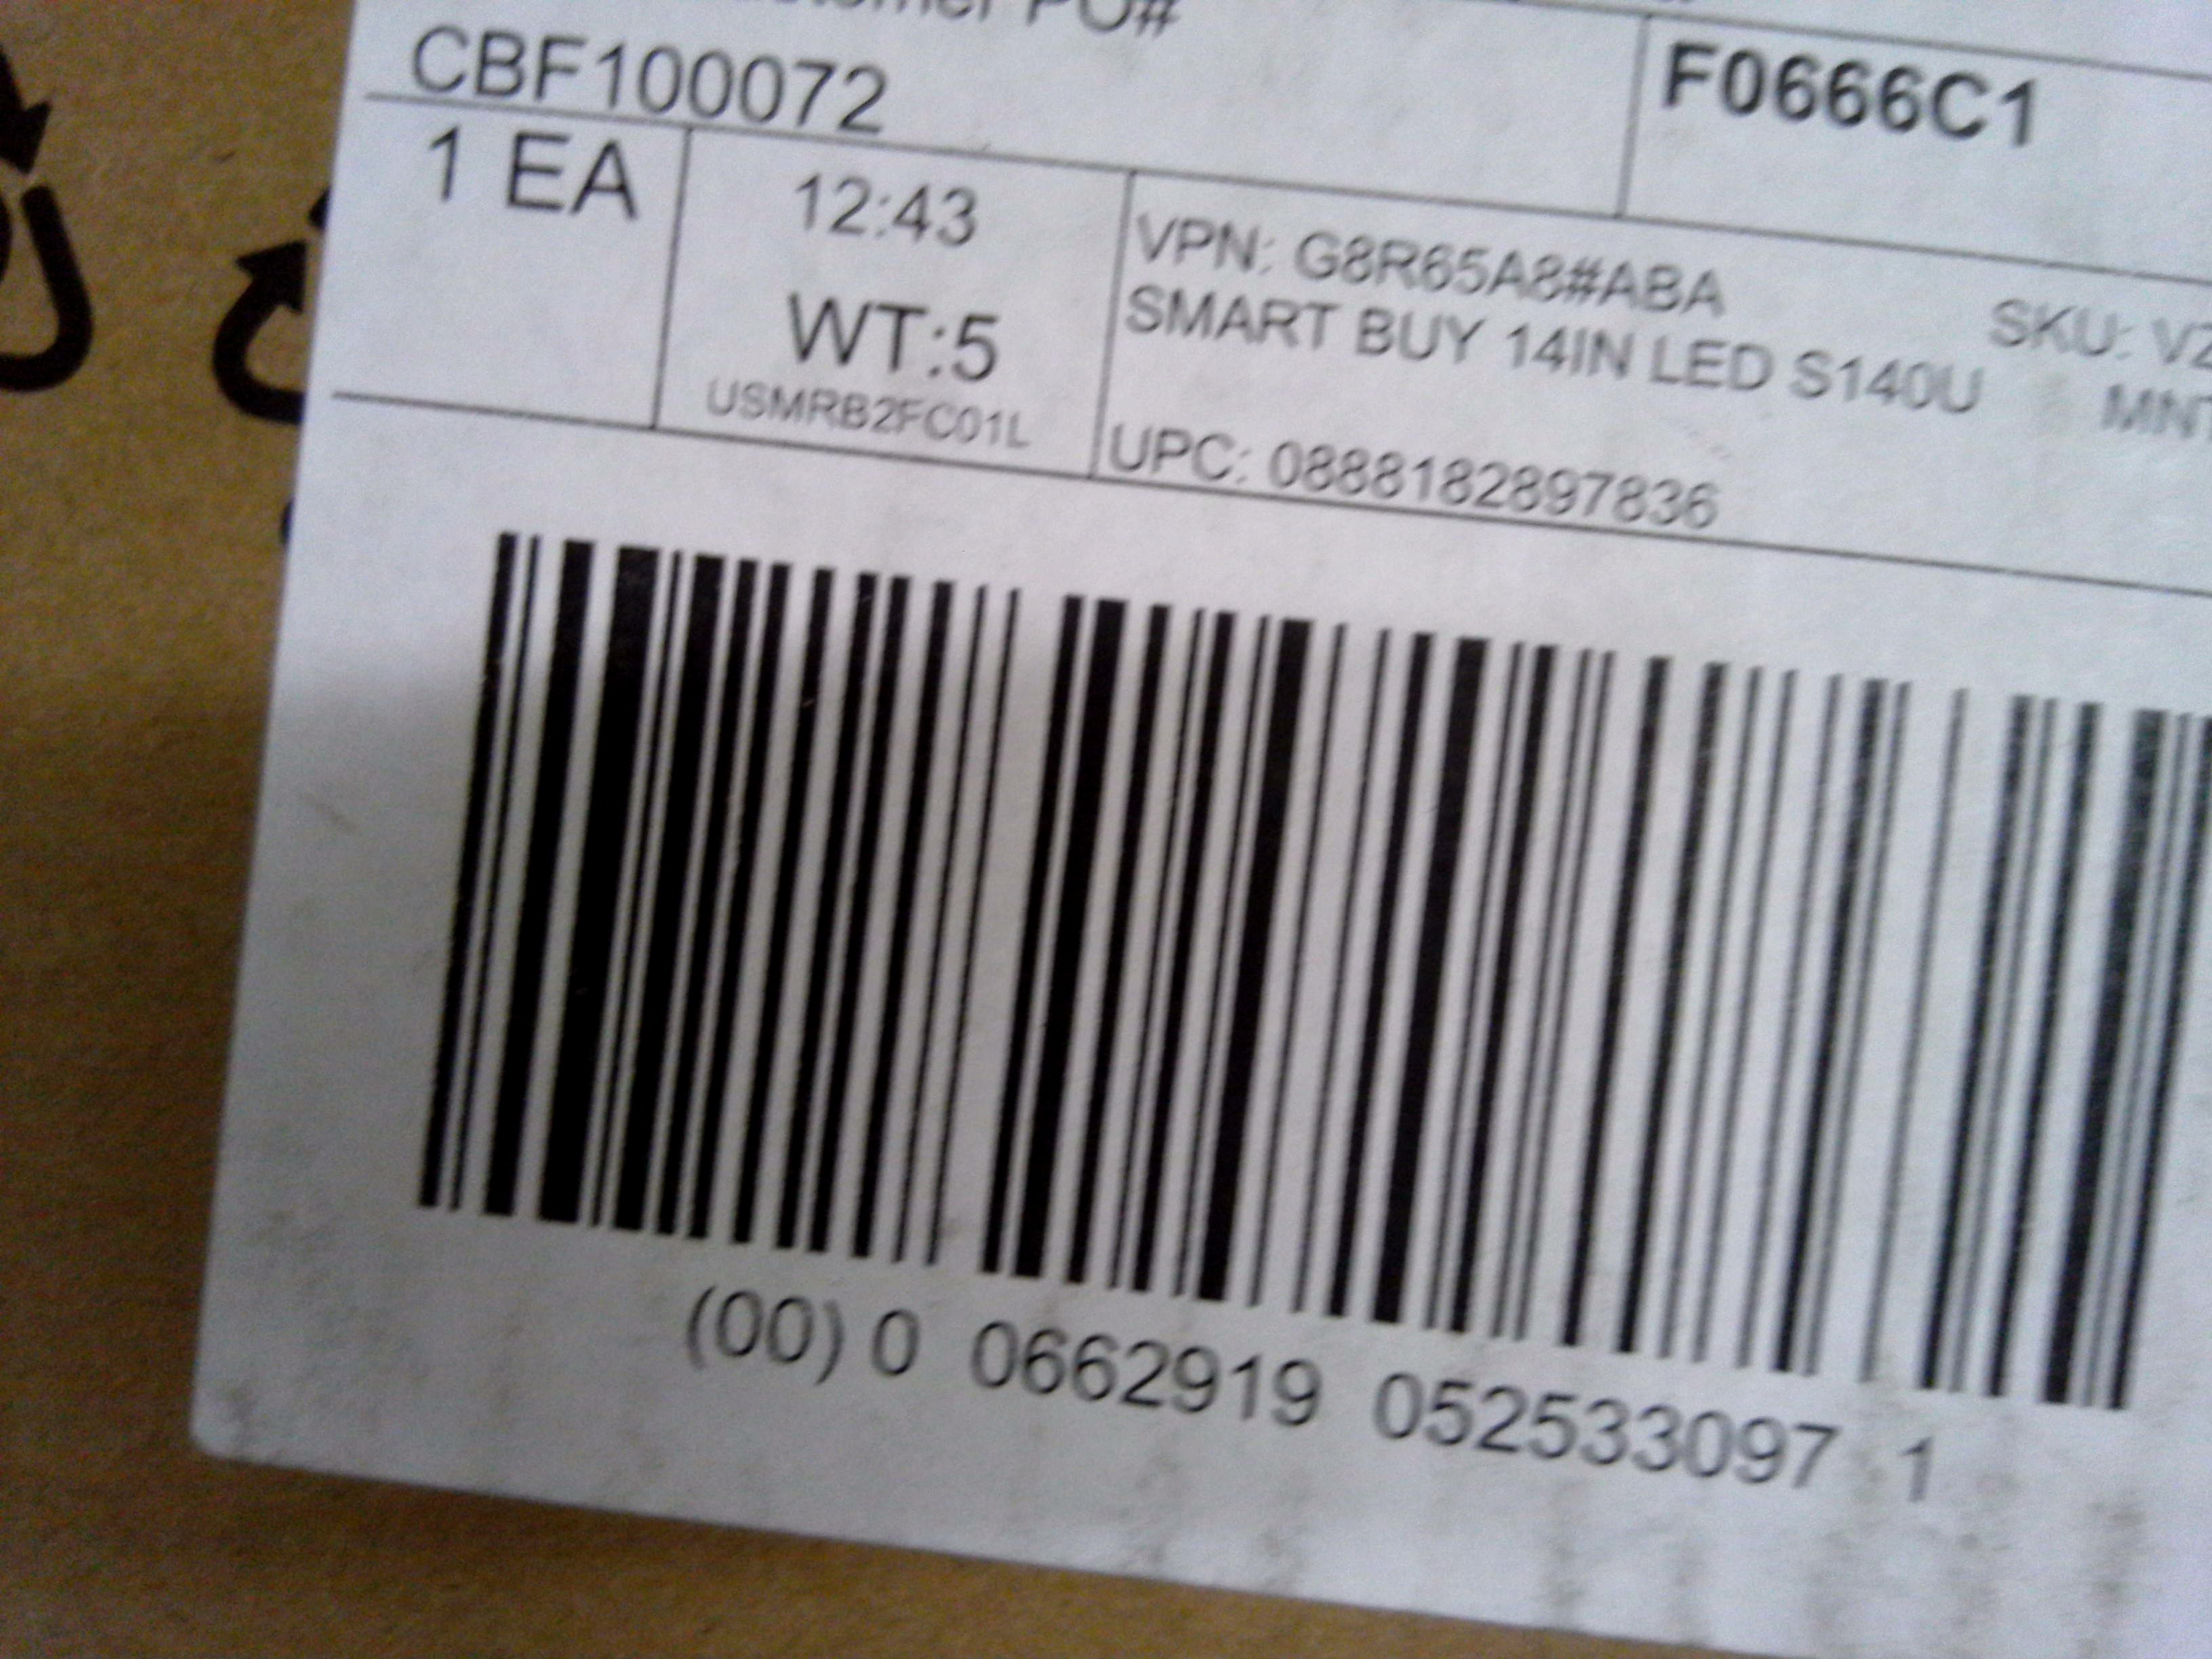 PO#
CBF100072
F0666C1
1 EA
12:43
WT:5
USMRB2FC01L
VPN: G8R65A8#ABA
SKU:
SMART BUY 14IN LED S140U
UPC: 0888182897836
(00) 0 0662919 052533097 1